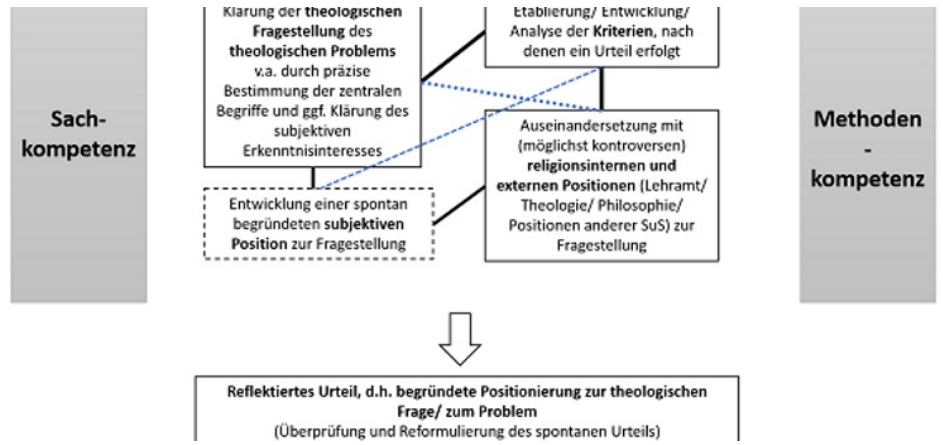 Sach-
kompetenz
Klärung der theologischen
Fragestellung des
theologischen Problems
v.a. durch präzise
Bestimmung der zentralen
Begriffe und ggf. Klärung des
subjektiven
Erkenntnisinteresses
Etablierung/ Entwicklung/
Analyse der Kriterien, nach
denen ein Urteil erfolgt
Entwicklung einer spontan
begründeten subjektiven
Position zur Fragestellung
Auseinandersetzung mit
(möglichst kontroversen)
religionsinternen und
externen Positionen (Lehramt/
Theologie/ Philosophie/
Positionen anderer SuS) zur
Fragestellung
Methoden
-
kompetenz
Reflektiertes Urteil, d.h. begründete Positionierung zur theologischen
Frage/ zum Problem
(Überprüfung und Reformulierung des spontanen Urteils)